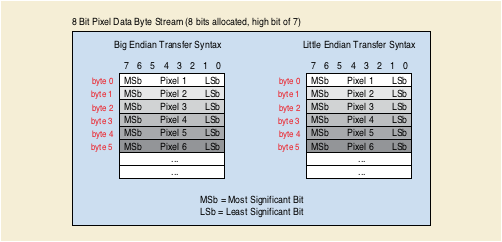 8 Bit Pixel Data Byte Stream (8 bits allocated, high bit of 7)
Big Endian Transfer Syntax
7 6 5 4 3 2 1 0
byte 0 MSb Pixel 1 LSb
byte 1 MSb Pixel 2 LSb
byte 2 MSb Pixel 3 LSb
byte 3 MSb Pixel 4 LSb
byte 4 MSb Pixel 5 LSb
byte 5 MSb Pixel 6 LSb
...
...
Little Endian Transfer Syntax
7 6 5 4 3 2 1 0
byte 0 MSb Pixel 1 LSb
byte 1 MSb Pixel 2 LSb
byte 2 MSb Pixel 3 LSb
byte 3 MSb Pixel 4 LSb
byte 4 MSb Pixel 5 LSb
byte 5 MSb Pixel 6 LSb
...
...
MSb = Most Significant Bit
LSb = Least Significant Bit